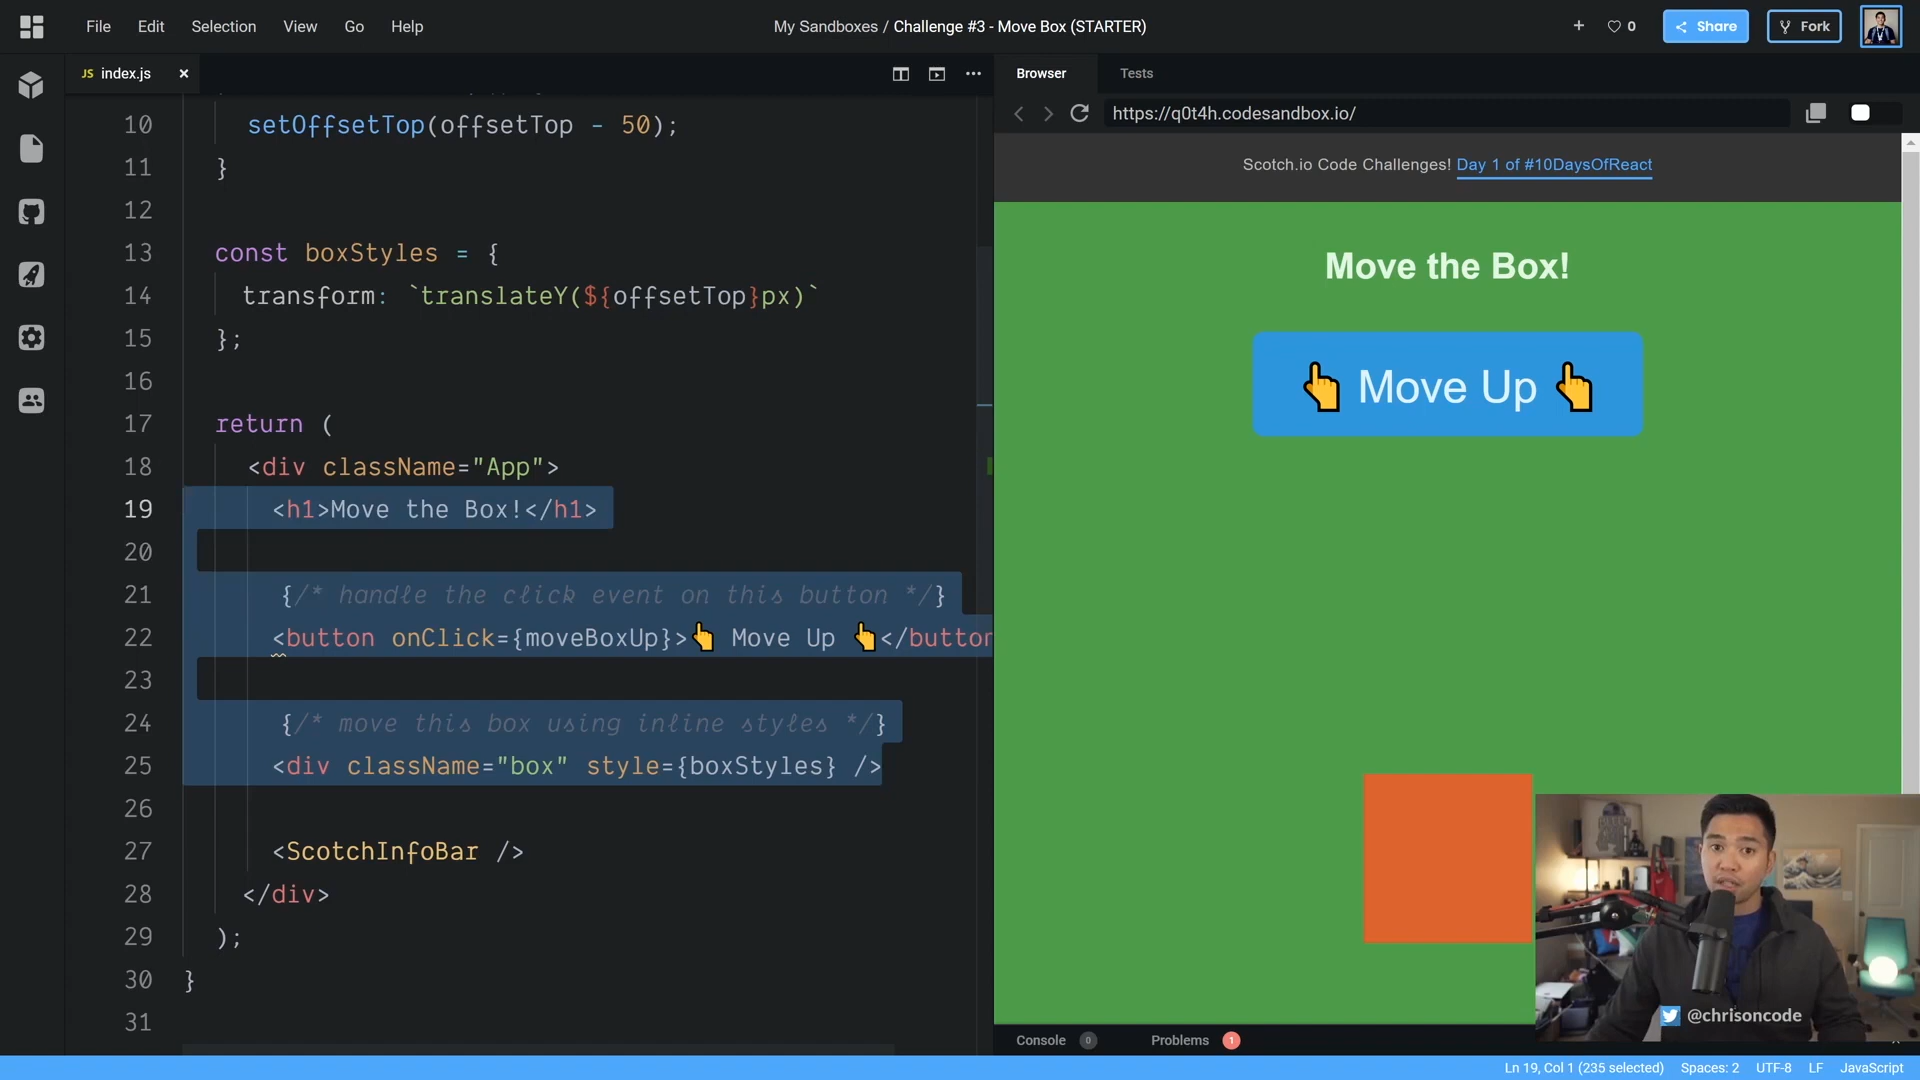 File Edit Selection View Go Help
My Sandboxes / Challenge #3 - Move Box (STARTER)
+ 0 Share Fork
JS index.js ×
Browser Tests
https://q0t4h.codesandbox.io/
10 setOffsetTop(offsetTop - 50);
11 }
12
13 const boxStyles = {
14 transform: `translateY(${offsetTop}px)`
15 };
16
17 return (
18 <div className="App">
19 <h1>Move the Box!</h1>
20
21 {/* handle the click event on this button */}
22 <button onClick={moveBoxUp}>👆 Move Up 👆</button
23
24 {/* move this box using inline styles */}
25 <div className="box" style={boxStyles} />
26
27 <ScotchInfoBar />
28 </div>
29 );
30 }
31
Scotch.io Code Challenges! Day 1 of #10DaysOfReact
Move the Box!
👆 Move Up 👆
@chrisoncode
Console 0 Problems 1
Ln 19, Col 1 (235 selected) Spaces: 2 UTF-8 LF JavaScript